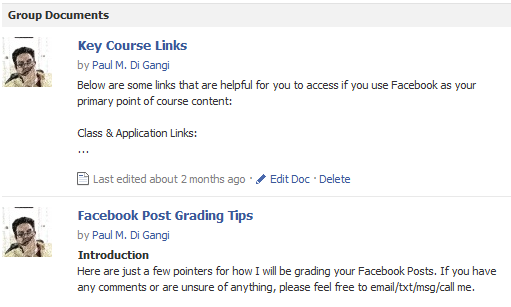 Group Documents
Key Course Links
by Paul M. Di Gangi
Below are some links that are helpful for you to access if you use Facebook as your
primary point of course content:
Class & Application Links:
...
Last edited about 2 months ago · Edit Doc · Delete
Facebook Post Grading Tips
by Paul M. Di Gangi
Introduction
Here are just a few pointers for how I will be grading your Facebook Posts. If you have
any comments or are unsure of anything, please feel free to email/txt/msg/call me.